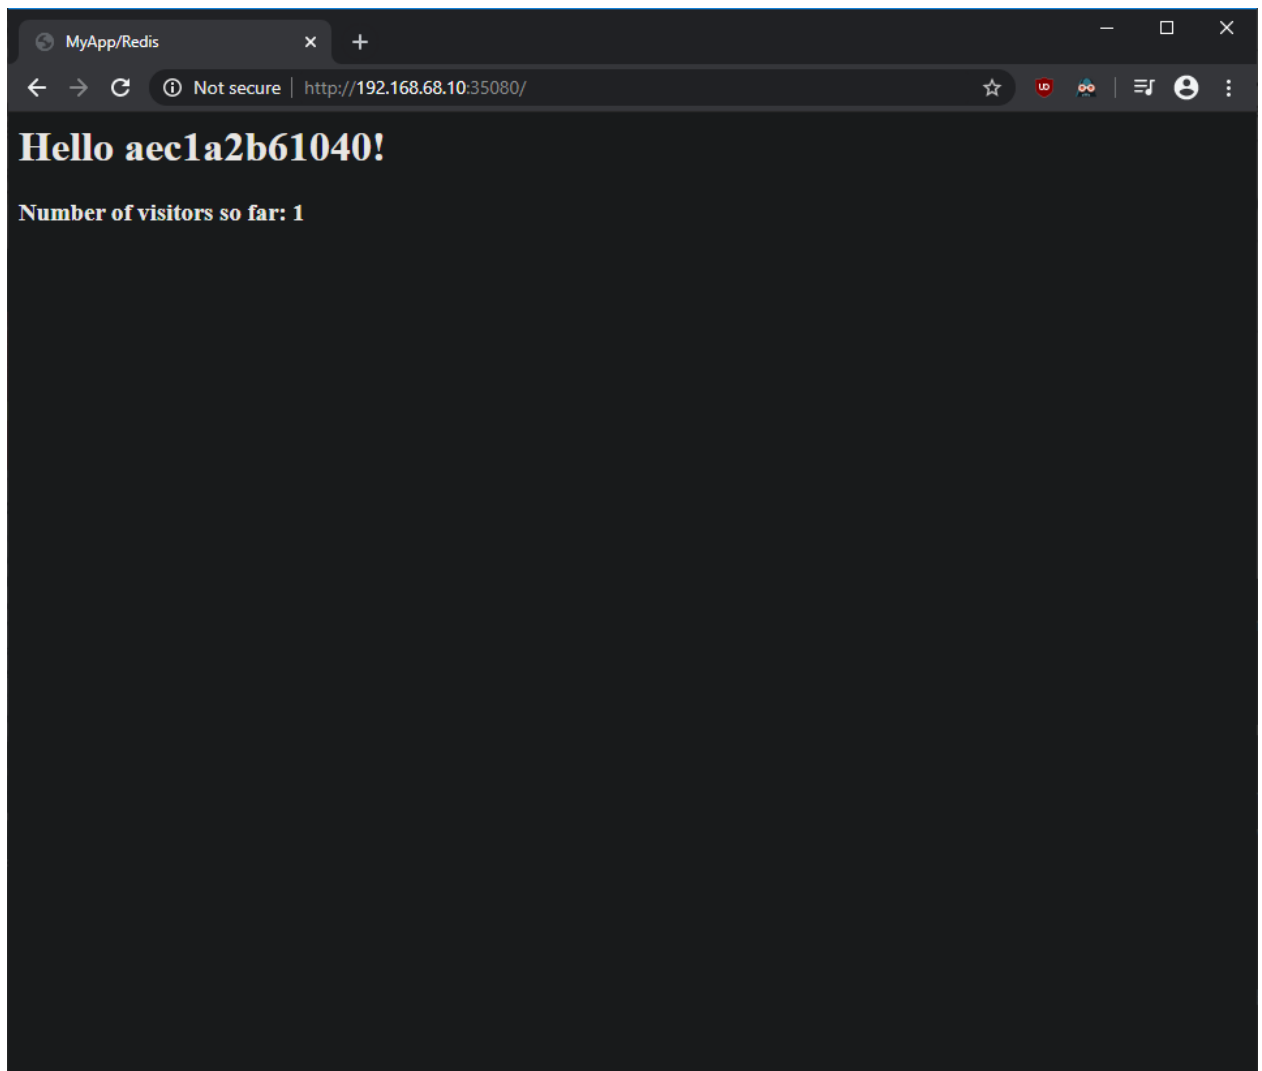 MyApp/Redis
Not secure | http://192.168.68.10:35080/
Hello aec1a2b61040!
Number of visitors so far: 1